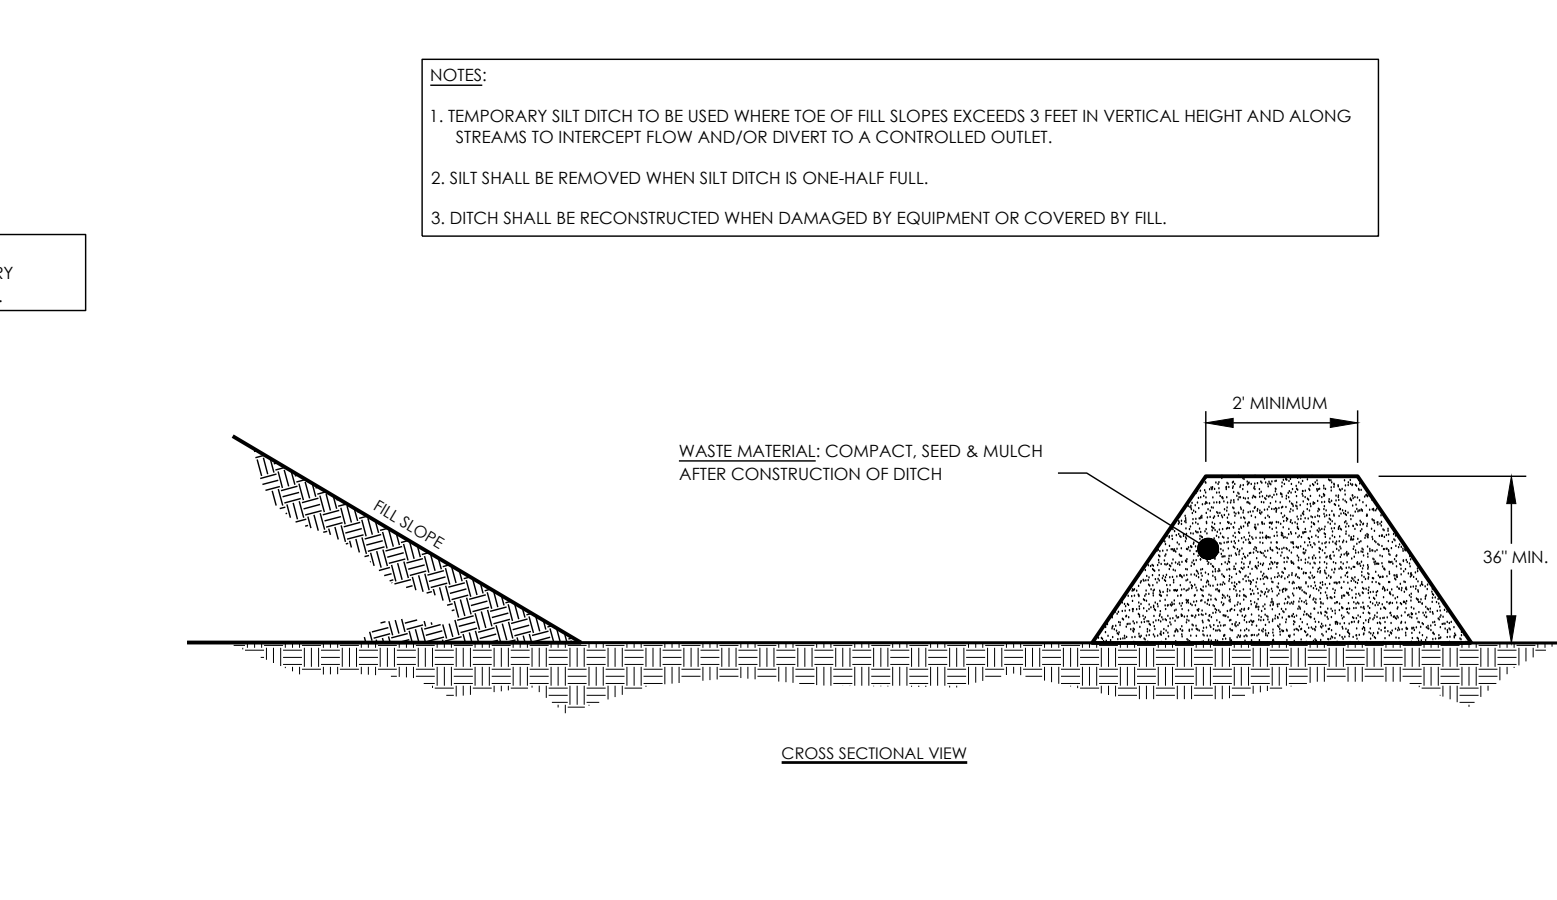 NOTES:
1. TEMPORARY SILT DITCH TO BE USED WHERE TOE OF FILL SLOPES EXCEEDS 3 FEET IN VERTICAL HEIGHT AND ALONG
STREAMS TO INTERCEPT FLOW AND/OR DIVERT TO A CONTROLLED OUTLET.
2. SILT SHALL BE REMOVED WHEN SILT DITCH IS ONE-HALF FULL.
3. DITCH SHALL BE RECONSTRUCTED WHEN DAMAGED BY EQUIPMENT OR COVERED BY FILL.
RY
.
2' MINIMUM
WASTE MATERIAL: COMPACT, SEED & MULCH
AFTER CONSTRUCTION OF DITCH
FILL SLOPE
36" MIN.
CROSS SECTIONAL VIEW